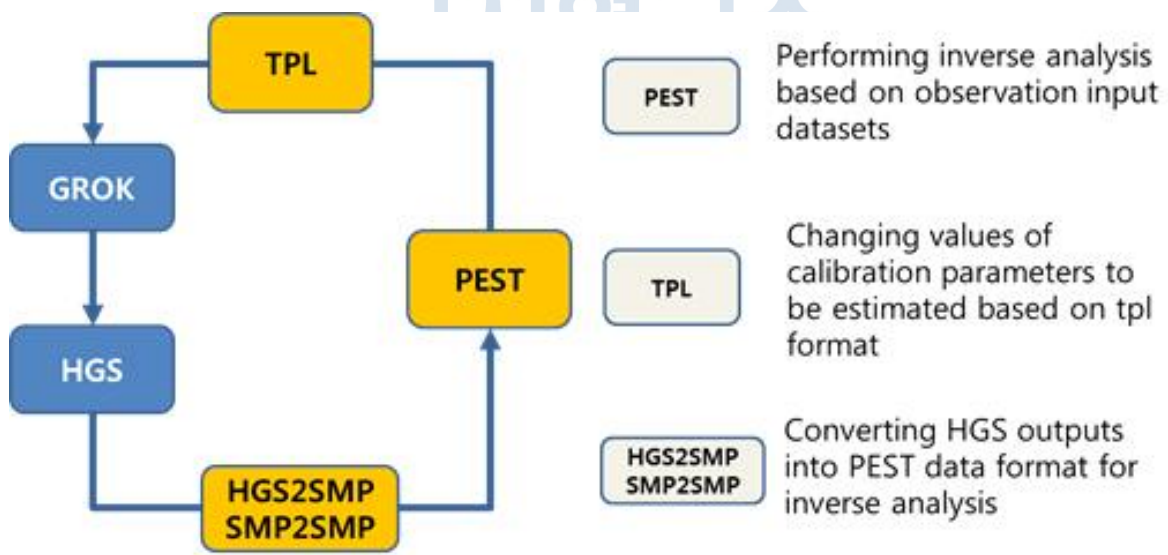 TPL
GROK
HGS
HGS2SMP
SMP2SMP
PEST
PEST
Performing inverse analysis
based on observation input
datasets
TPL
Changing values of
calibration parameters to
be estimated based on tpl
format
HGS2SMP
SMP2SMP
Converting HGS outputs
into PEST data format for
inverse analysis